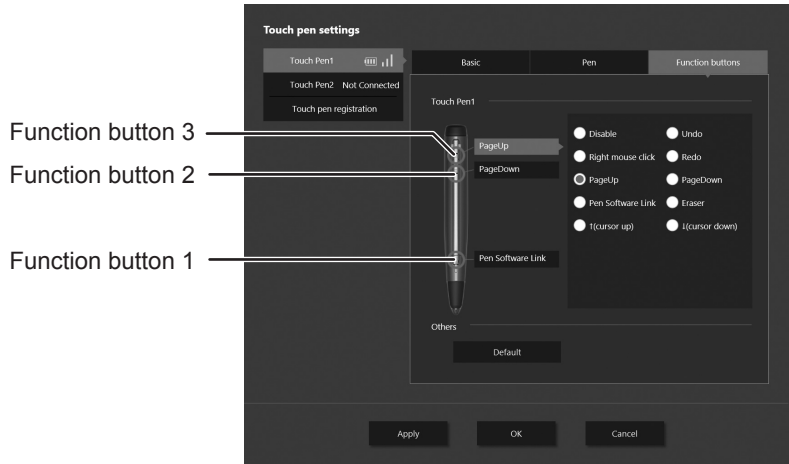 Touch pen settings
Touch Pen1
Touch Pen2 Not Connected
Touch pen registration
Basic
Pen
Function buttons
Touch Pen1
Function button 3
Function button 2
Function button 1
PageUp
PageDown
Pen Software Link
Disable
Undo
Right mouse click
Redo
PageUp
PageDown
Pen Software Link
Eraser
↑(cursor up)
↓(cursor down)
Others
Default
Apply
OK
Cancel